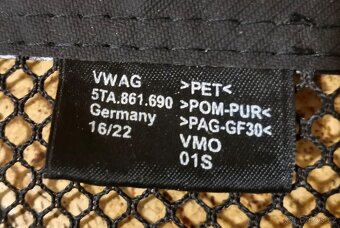 VWAG
5TA.861.690
Germany
16/22
>PET<
>POM-PUR<
>PAG-GF30<
VMO
01S